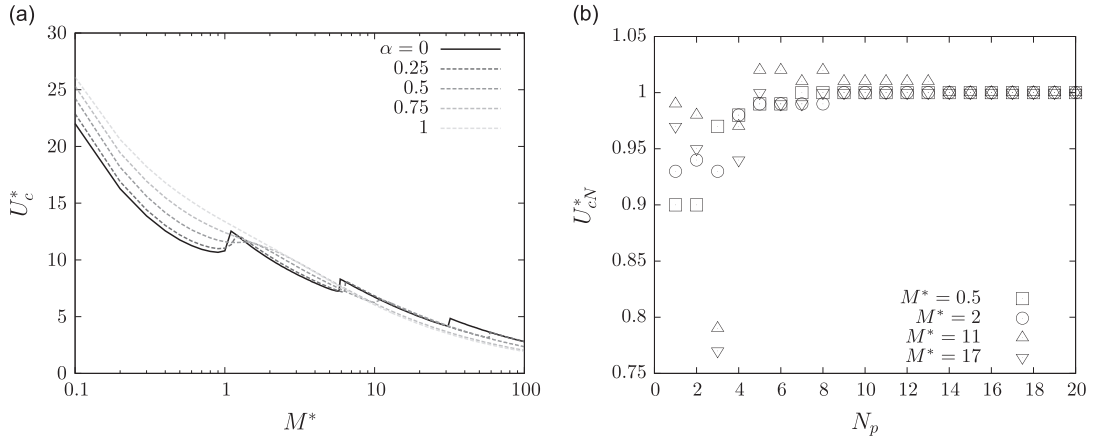 (a)
30
25
20
15
10
5
0
U*c
0.1 1 10 100
M*
α = 0
0.25
0.5
0.75
1
(b)
1.05
1
0.95
0.9
0.85
0.8
0.75
U*cN
0 2 4 6 8 10 12 14 16 18 20
Np
M* = 0.5
M* = 2
M* = 11
M* = 17